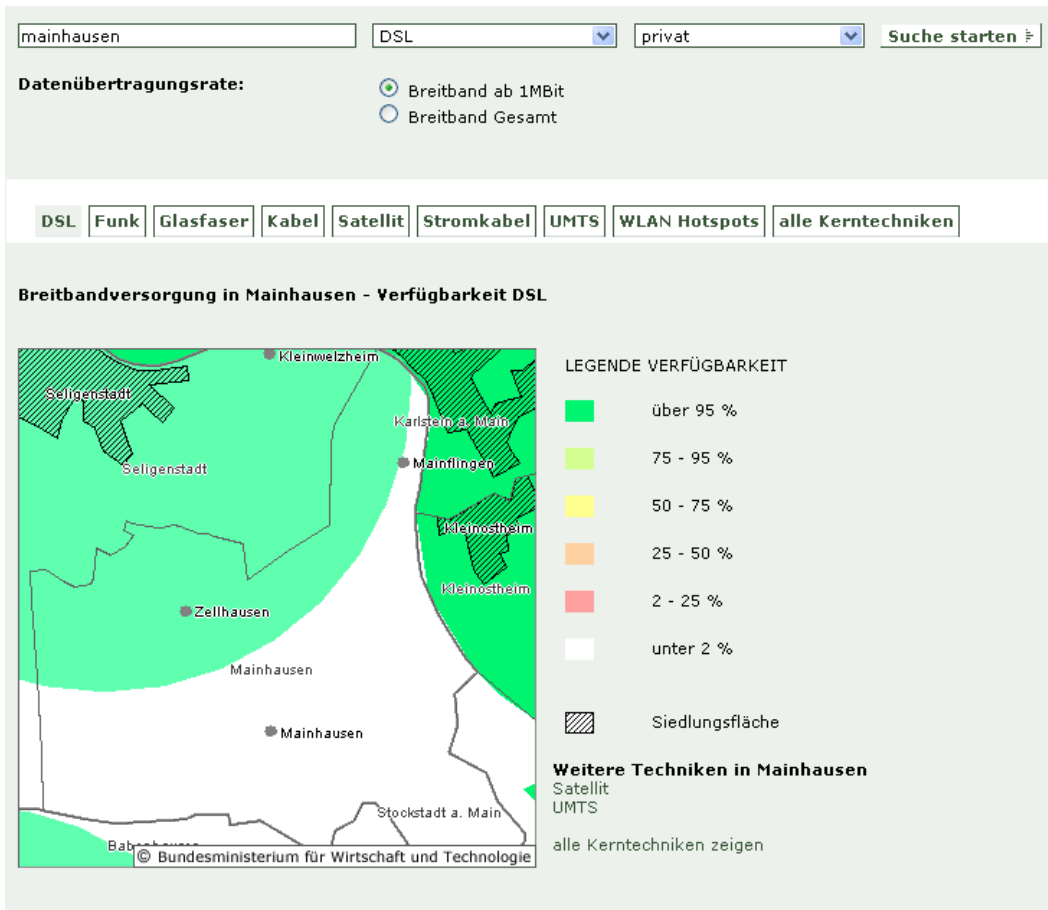 mainhausen DSL privat Suche starten
Datenübertragungsrate:
Breitband ab 1MBit
Breitband Gesamt
DSL Funk Glasfaser Kabel Satellit Stromkabel UMTS WLAN Hotspots alle Kerntechniken
Breitbandversorgung in Mainhausen - Verfügbarkeit DSL
Kleinwelzheim
Seligenstadt
Karlstein a. Main
Mainflingen
Seligenstadt
Kleinostheim
Kleinostheim
Zellhausen
Mainhausen
Mainhausen
Stockstadt a. Main
© Bundesministerium für Wirtschaft und Technologie
LEGENDE VERFÜGBARKEIT
über 95 %
75 - 95 %
50 - 75 %
25 - 50 %
2 - 25 %
unter 2 %
Siedlungsfläche
Weitere Techniken in Mainhausen
Satellit
UMTS
alle Kerntechniken zeigen